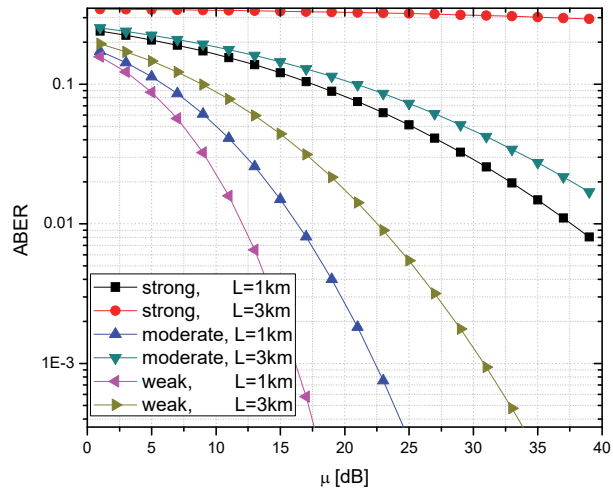 0.1
0.01
1E-3
ABER
strong, L=1km
strong, L=3km
moderate, L=1km
moderate, L=3km
weak, L=1km
weak, L=3km
0 5 10 15 20 25 30 35 40
μ [dB]